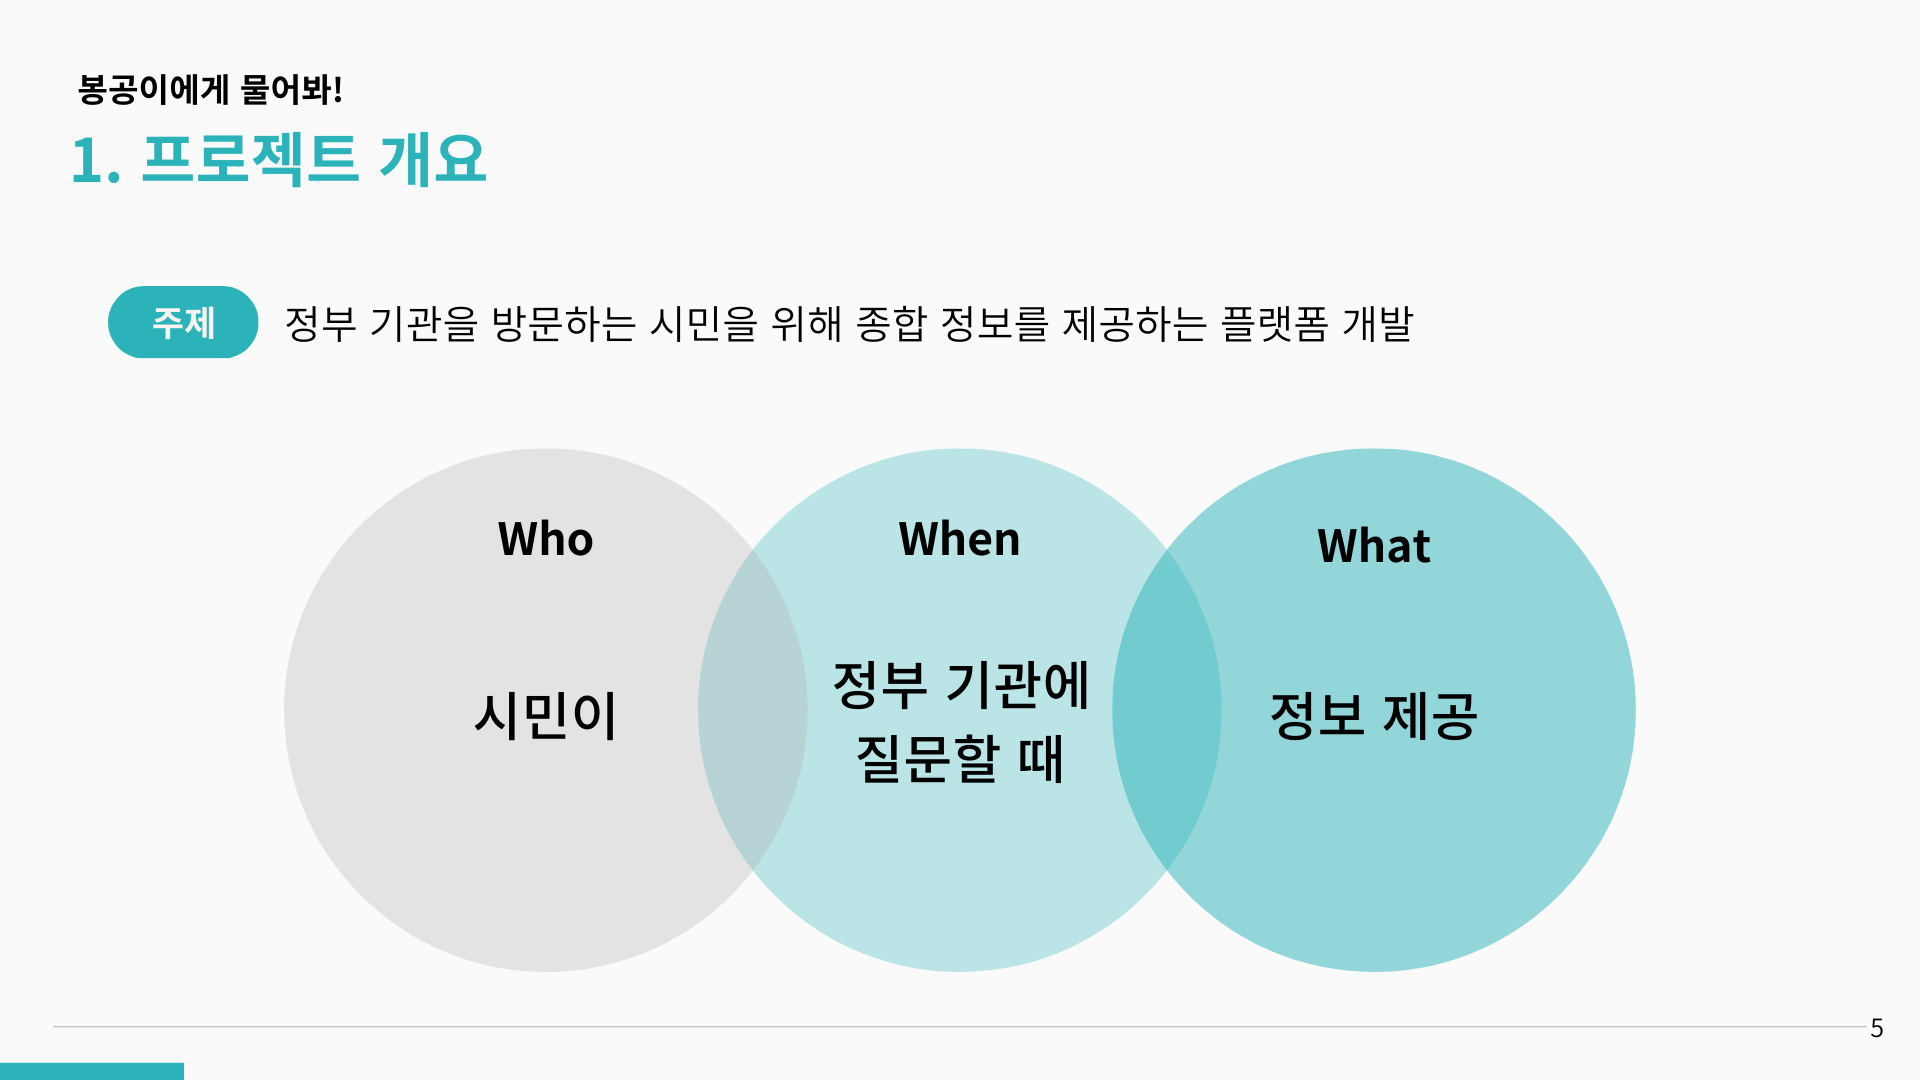 봉공이에게 물어봐!
1. 프로젝트 개요
주제
정부 기관을 방문하는 시민을 위해 종합 정보를 제공하는 플랫폼 개발
Who
시민이
When
정부 기관에
질문할 때
What
정보 제공
5